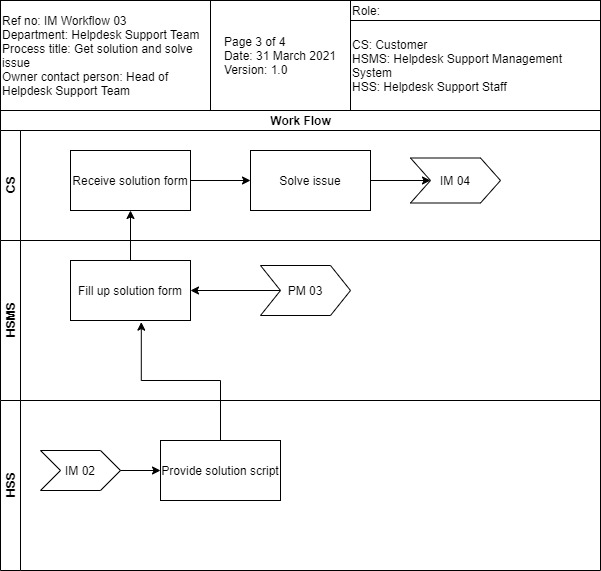 Ref no: IM Workflow 03
Department: Helpdesk Support Team
Process title: Get solution and solve
issue
Owner contact person: Head of
Helpdesk Support Team
Page 3 of 4
Date: 31 March 2021
Version: 1.0
Role:
CS: Customer
HSMS: Helpdesk Support Management
System
HSS: Helpdesk Support Staff
Work Flow
CS
Receive solution form
Solve issue
IM 04
HSMS
Fill up solution form
PM 03
HSS
IM 02
Provide solution script